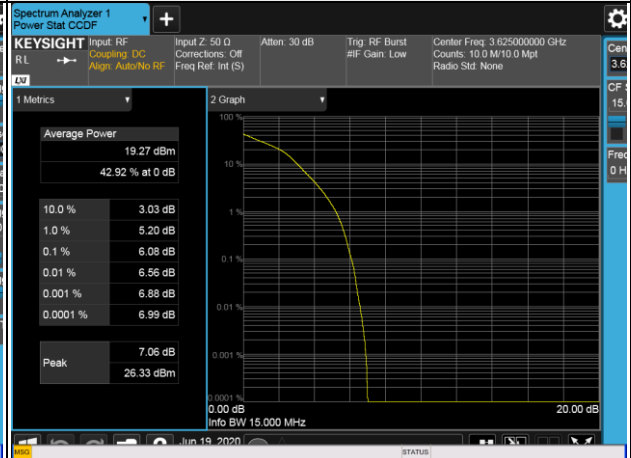 Spectrum Analyzer 1
Power Stat CCDF
KEYSIGHT
RL
LXI
Input: RF
Coupling: DC
Align: Auto/No RF
Input Z: 50 Ω
Corrections: Off
Freq Ref: Int (S)
Atten: 30 dB
Trig: RF Burst
#IF Gain: Low
Center Freq: 3.625000000 GHz
Counts: 10.0 M/10.0 Mpt
Radio Std: None
1 Metrics
Average Power
19.27 dBm
42.92 % at 0 dB
10.0 % 3.03 dB
1.0 % 5.20 dB
0.1 % 6.08 dB
0.01 % 6.56 dB
0.001 % 6.88 dB
0.0001 % 6.99 dB
Peak
7.06 dB
26.33 dBm
2 Graph
100 %
10 %
1 %
0.1 %
0.01 %
0.001 %
0.0001 %
0.00 dB
20.00 dB
Info BW 15.000 MHz
Jun 19, 2020
MSG
STATUS
Cen
3.6
CF S
15.
Freq
0 H